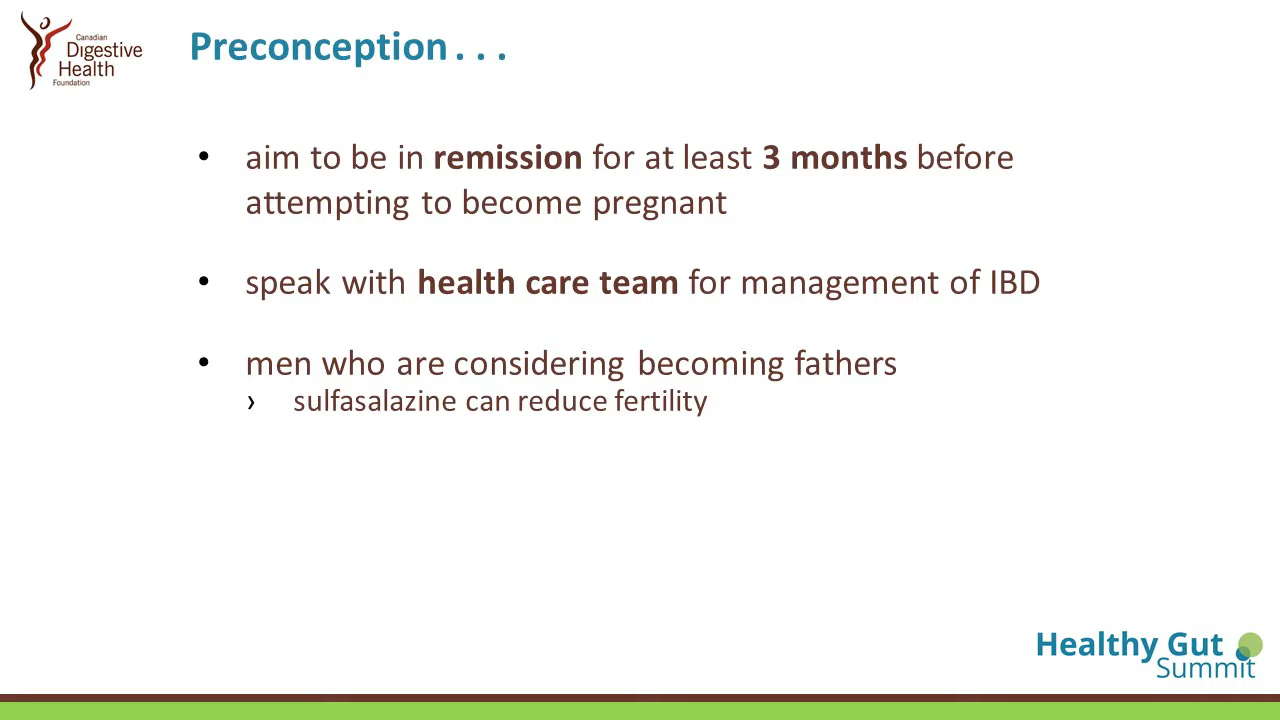 Canadian
Digestive
Health
Foundation
Preconception . . .
• aim to be in remission for at least 3 months before
attempting to become pregnant
• speak with health care team for management of IBD
• men who are considering becoming fathers
› sulfasalazine can reduce fertility
Healthy Gut
Summit